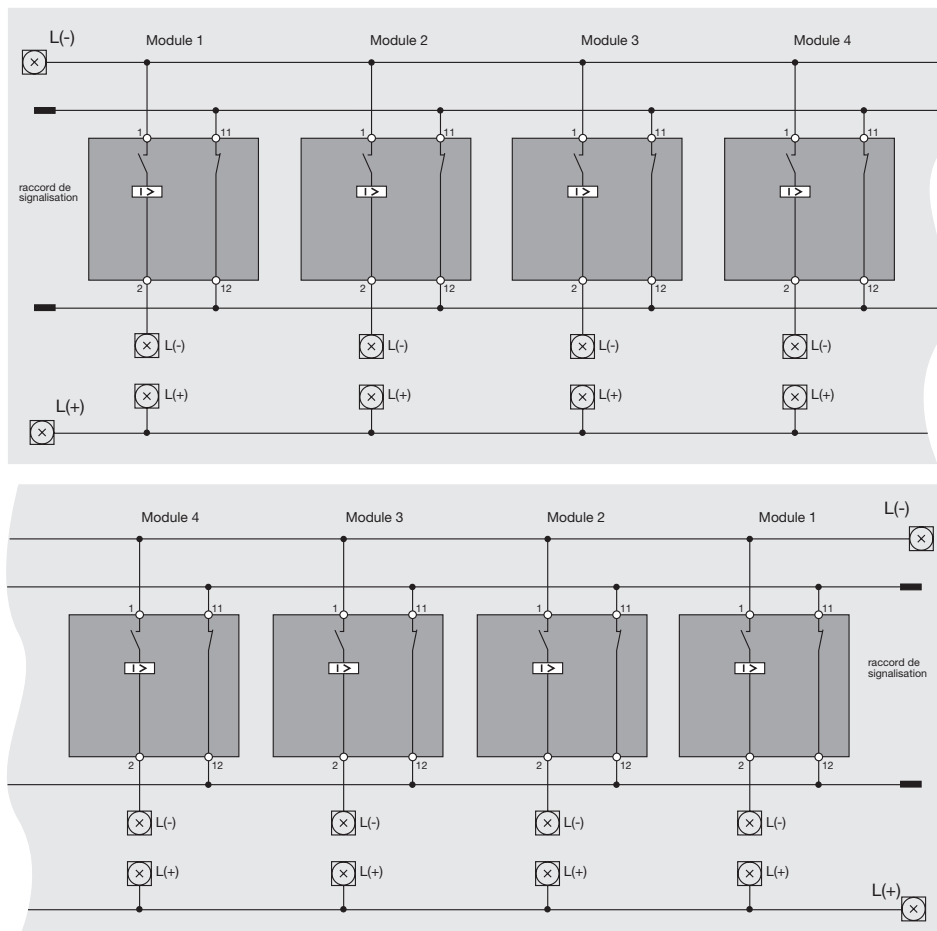 L(-)
Module 1 Module 2 Module 3 Module 4
1 11 1 11 1 11 1 11
raccord de
signalisation
I> I> I> I>
2 12 2 12 2 12 2 12
L(-) L(-) L(-) L(-)
L(+) L(+) L(+) L(+)
L(+)
L(-)
Module 4 Module 3 Module 2 Module 1
1 11 1 11 1 11 1 11
raccord de
signalisation
I> I> I> I>
2 12 2 12 2 12 2 12
L(-) L(-) L(-) L(-)
L(+) L(+) L(+) L(+)
L(+)